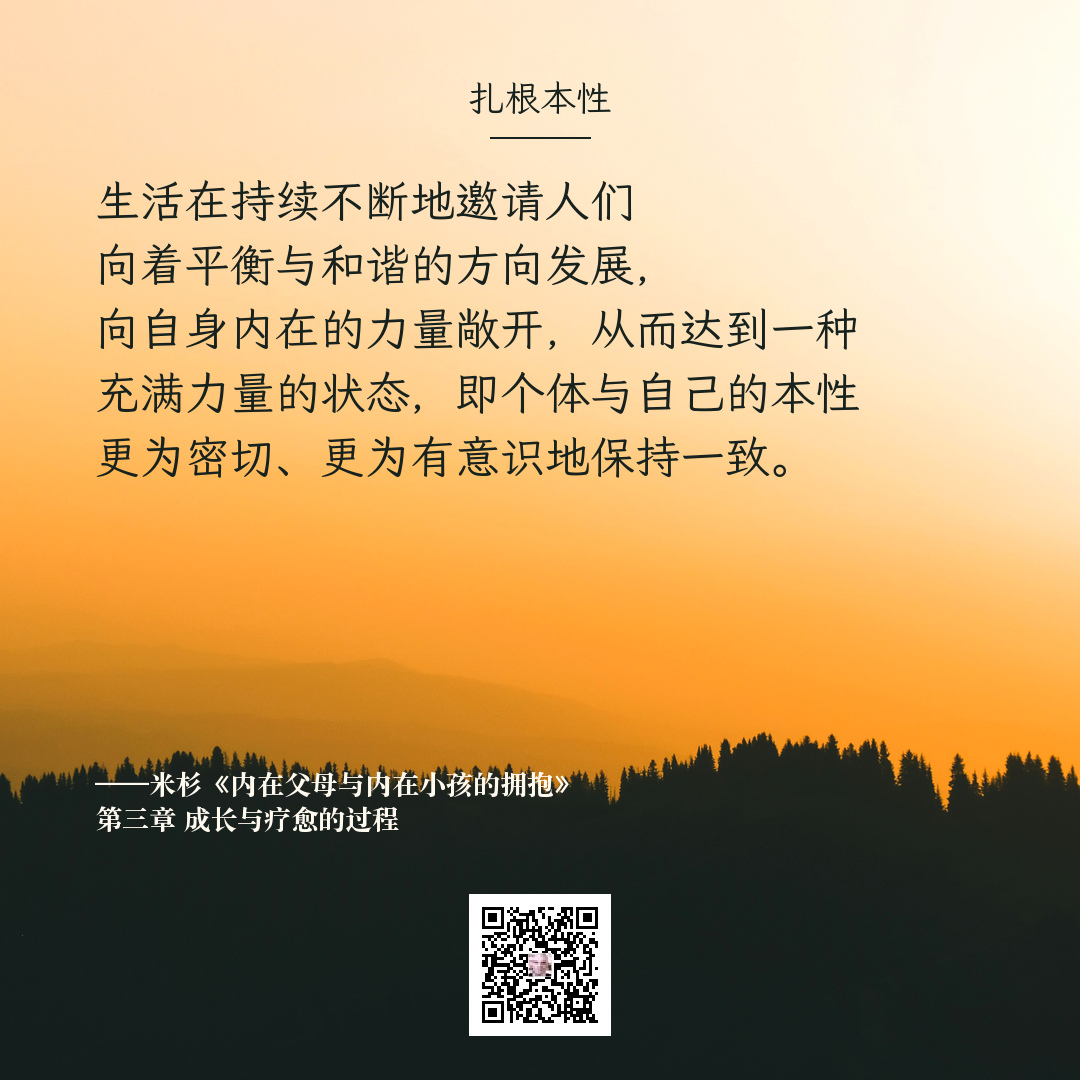 扎根本性
生活在持续不断地邀请人们
向着平衡与和谐的方向发展，
向自身内在的力量敞开，从而达到一种
充满力量的状态，即个体与自己的本性
更为密切、更为有意识地保持一致。
——米杉《内在父母与内在小孩的拥抱》
第三章 成长与疗愈的过程